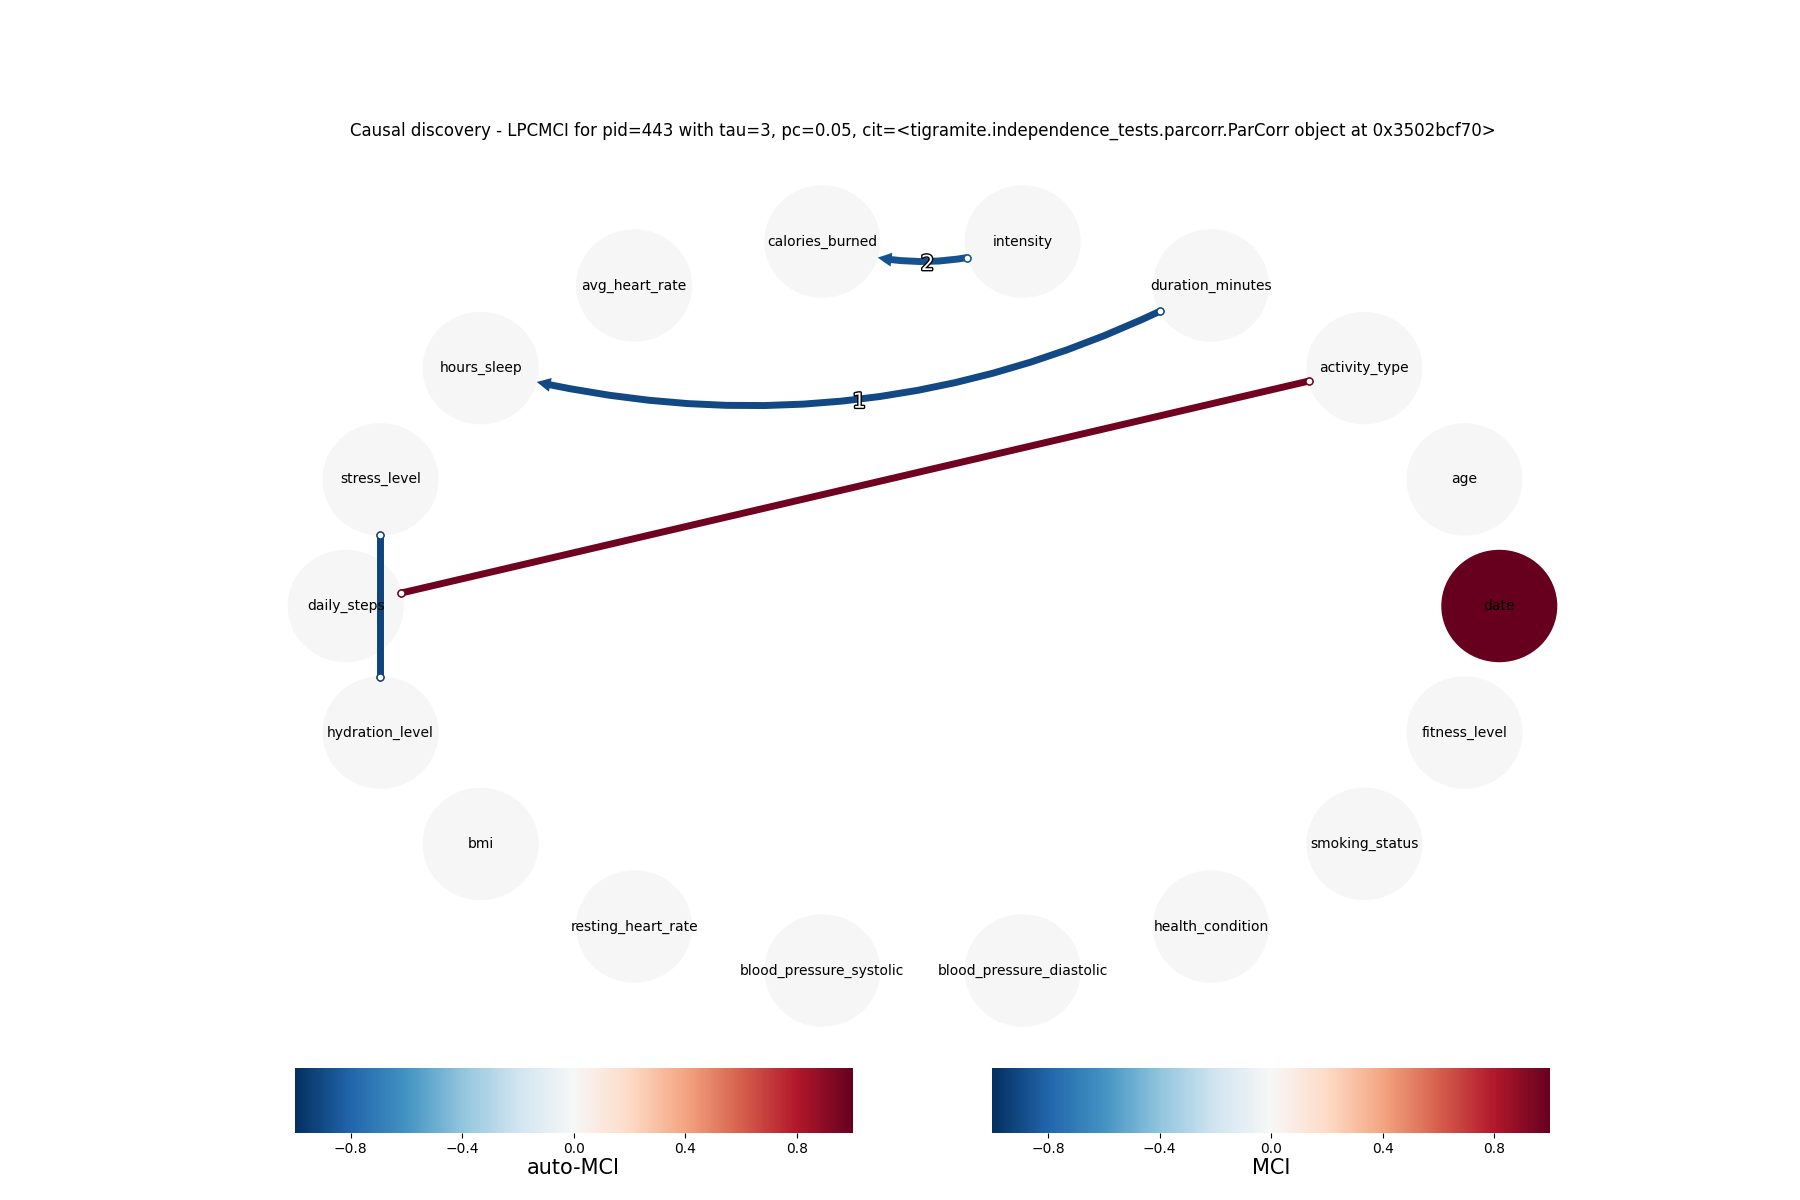 Causal discovery - LPCMCI for pid=443 with tau=3, pc=0.05, cit=<tigramite.independence_tests.parcorr.ParCorr object at 0x3502bcf70>
calories_burned
intensity
2
avg_heart_rate
duration_minutes
hours_sleep
activity_type
1
stress_level
age
daily_steps
date
hydration_level
fitness_level
bmi
smoking_status
resting_heart_rate
health_condition
blood_pressure_systolic
blood_pressure_diastolic
−0.8 −0.4 0.0 0.4 0.8
auto-MCI
−0.8 −0.4 0.0 0.4 0.8
MCI